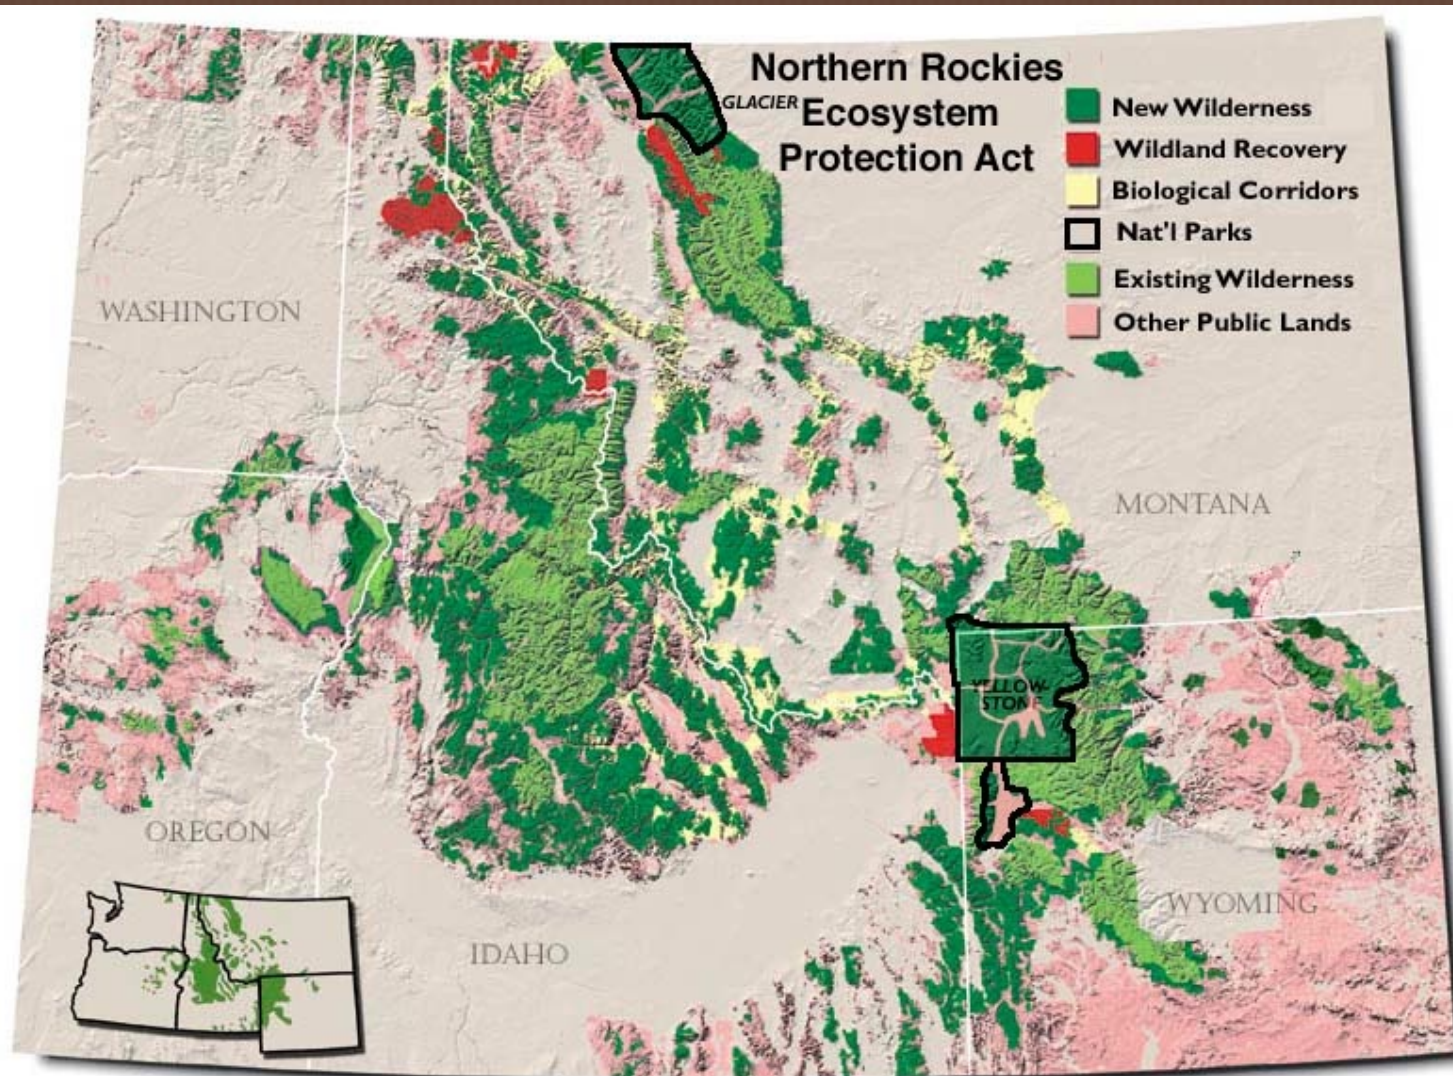 Northern Rockies
Ecosystem
Protection Act
GLACIER
New Wilderness
Wildland Recovery
Biological Corridors
Nat'l Parks
Existing Wilderness
Other Public Lands
WASHINGTON
MONTANA
YELLOW-
STONE
OREGON
WYOMING
IDAHO